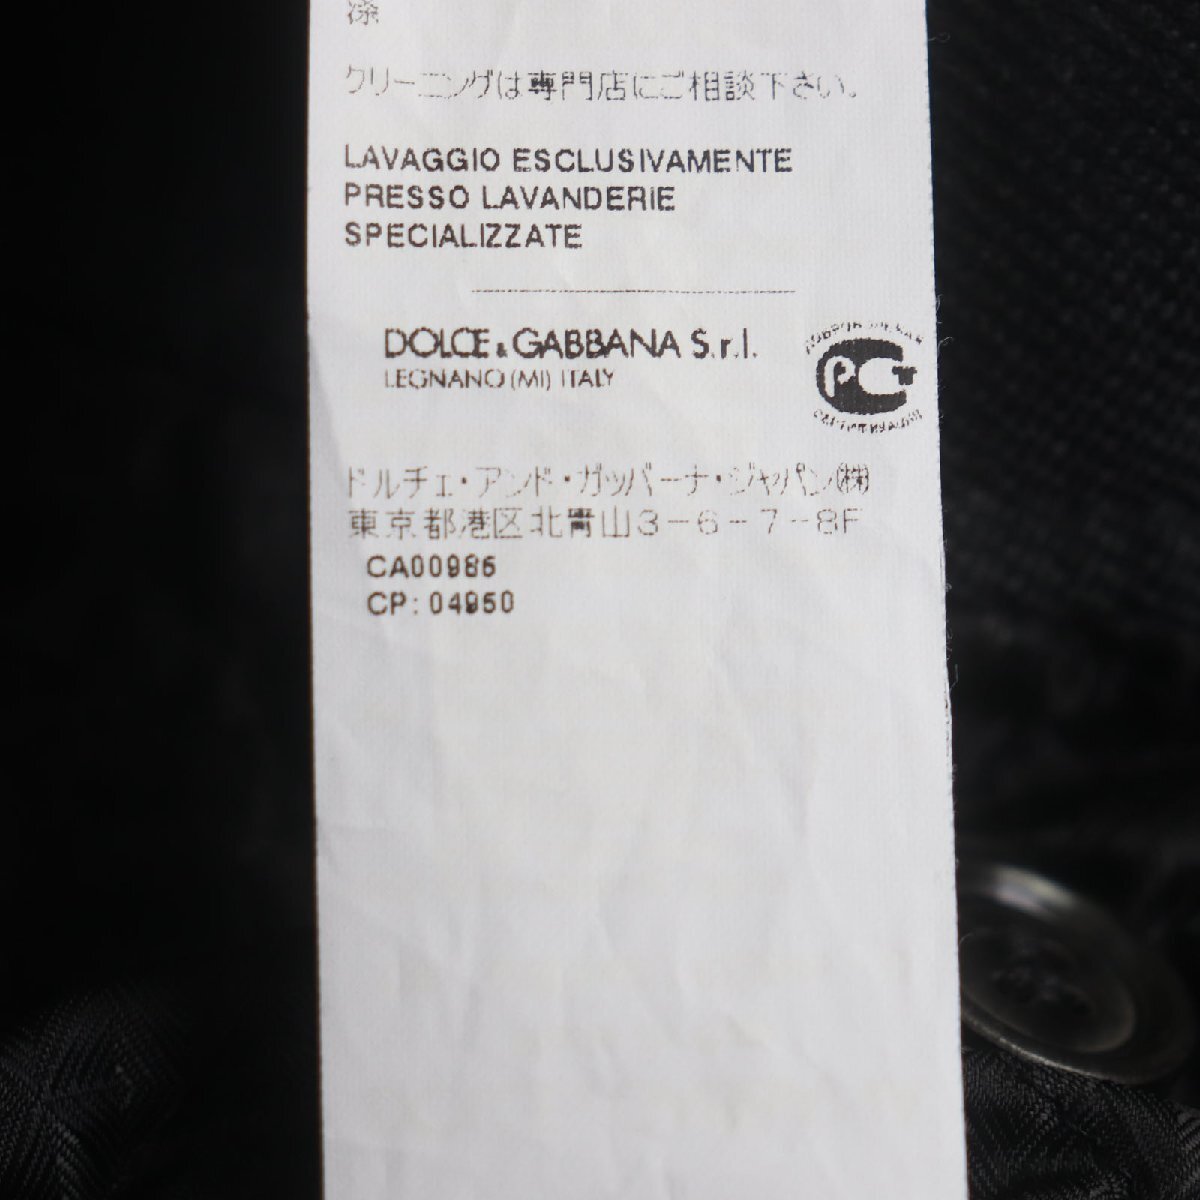 クリーニングは専門店にご相談下さい。
LAVAGGIO ESCLUSIVAMENTE
PRESSO LAVANDERIE
SPECIALIZZATE
DOLCE & GABBANA S.r.l.
LEGNANO (MI) ITALY
РСТ
ドルチェ・アンド・ガッバーナ・ジャパン㈱
東京都港区北青山3-6-7-8F
CA00986
CP: 04950